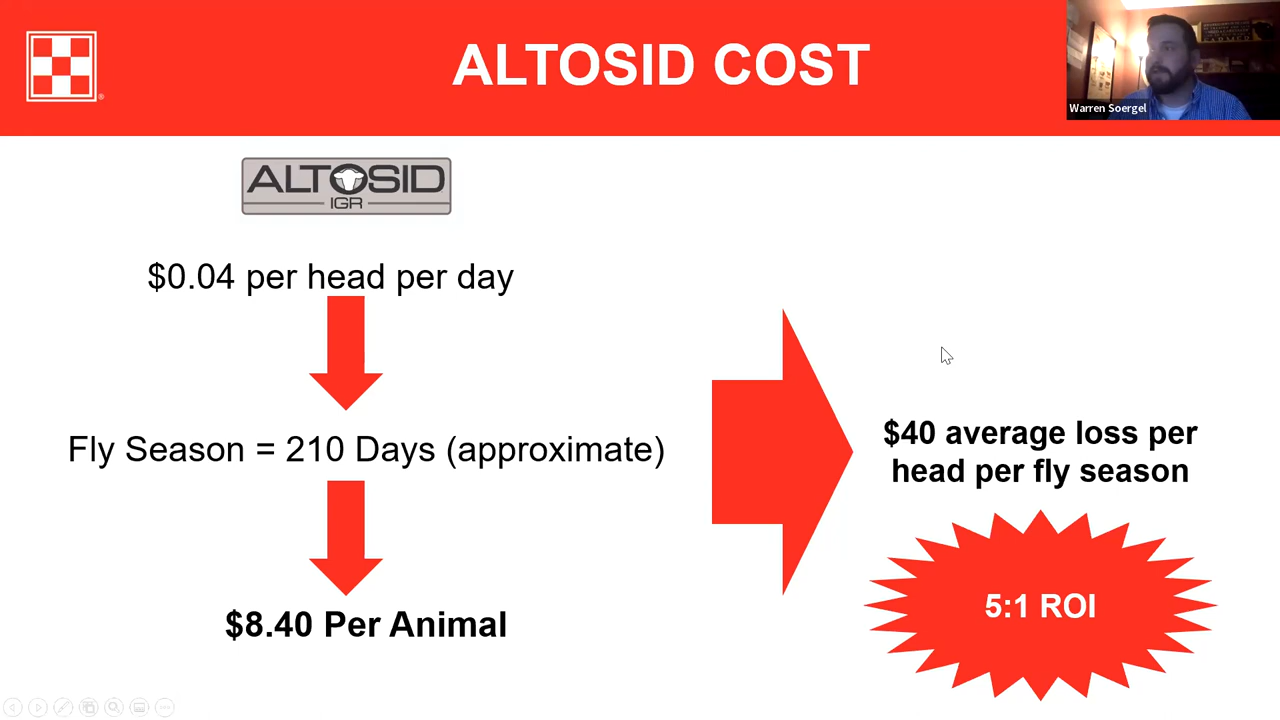 ALTOSID COST
Warren Soergel
ALTOSID
IGR
$0.04 per head per day
Fly Season = 210 Days (approximate)
$8.40 Per Animal
$40 average loss per
head per fly season
5:1 ROI